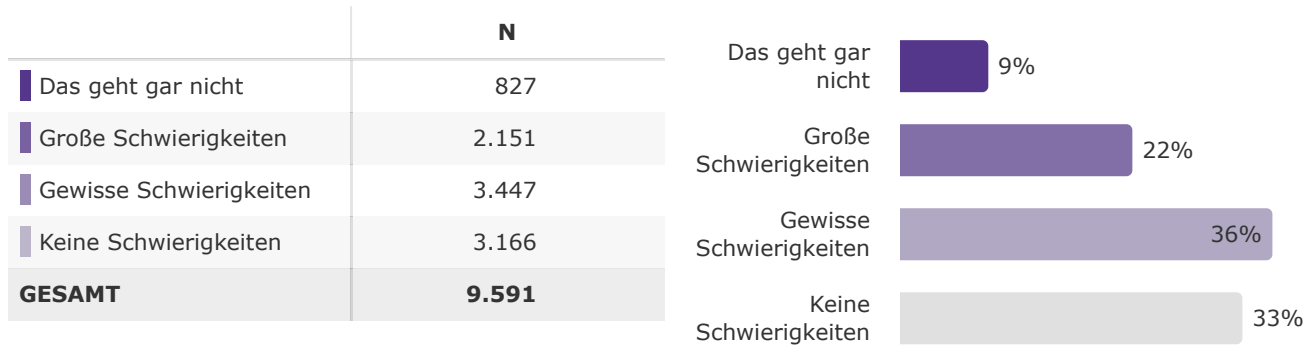 N
Das geht gar nicht 827
Große Schwierigkeiten 2.151
Gewisse Schwierigkeiten 3.447
Keine Schwierigkeiten 3.166
GESAMT 9.591
Das geht gar
nicht
9%
Große
Schwierigkeiten
22%
Gewisse
Schwierigkeiten
36%
Keine
Schwierigkeiten
33%